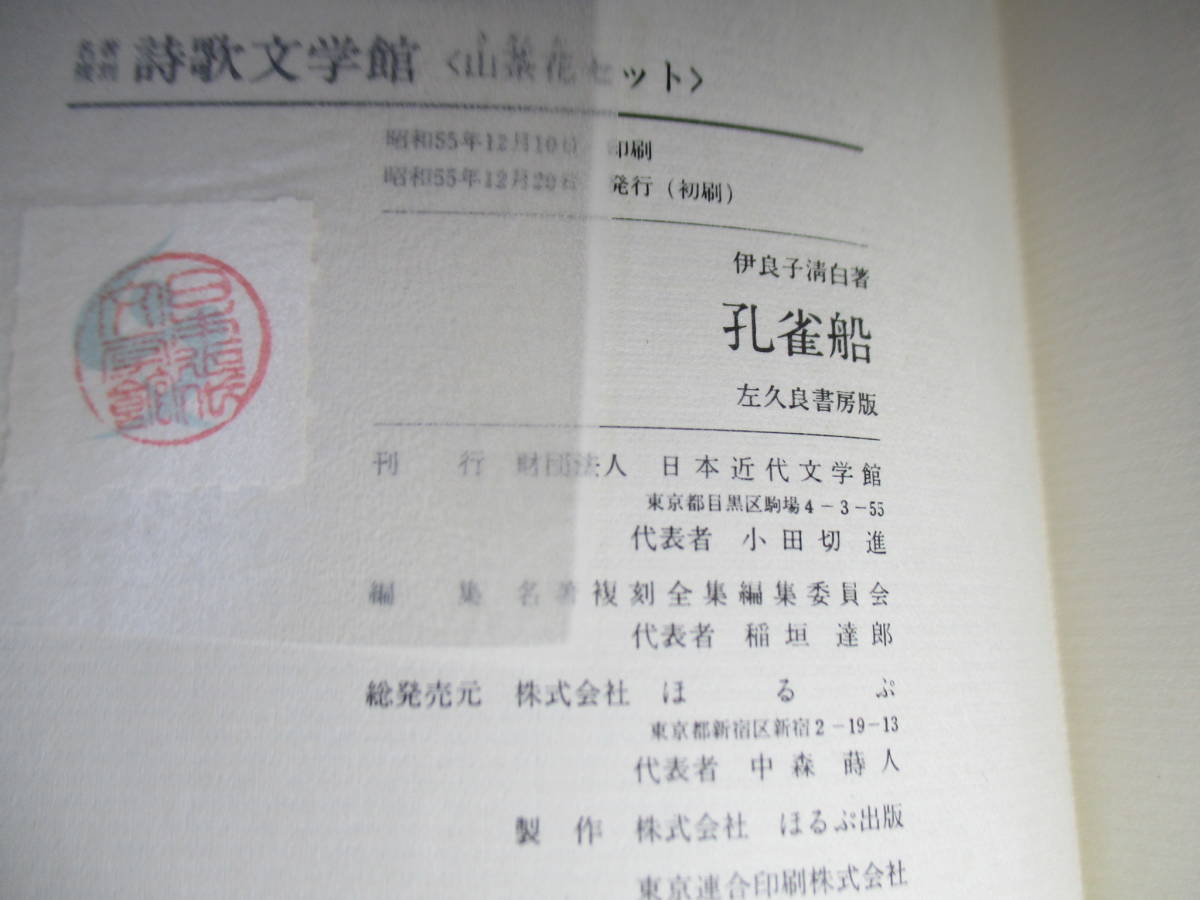 名著複刻 詩歌文学館 〈山茶花セット〉
昭和55年12月10日 印刷
昭和55年12月20日 発行（初刷）
伊良子清白著
孔雀船
左久良書房版
刊行 財団法人 日本近代文学館
東京都目黒区駒場4-3-55
代表者 小田切進
編集 名著複刻全集編集委員会
代表者 稲垣達郎
総発売元 株式会社 ほるぷ
東京都新宿区新宿2-19-13
代表者 中森蒔人
製作 株式会社 ほるぷ出版
東京連合印刷株式会社